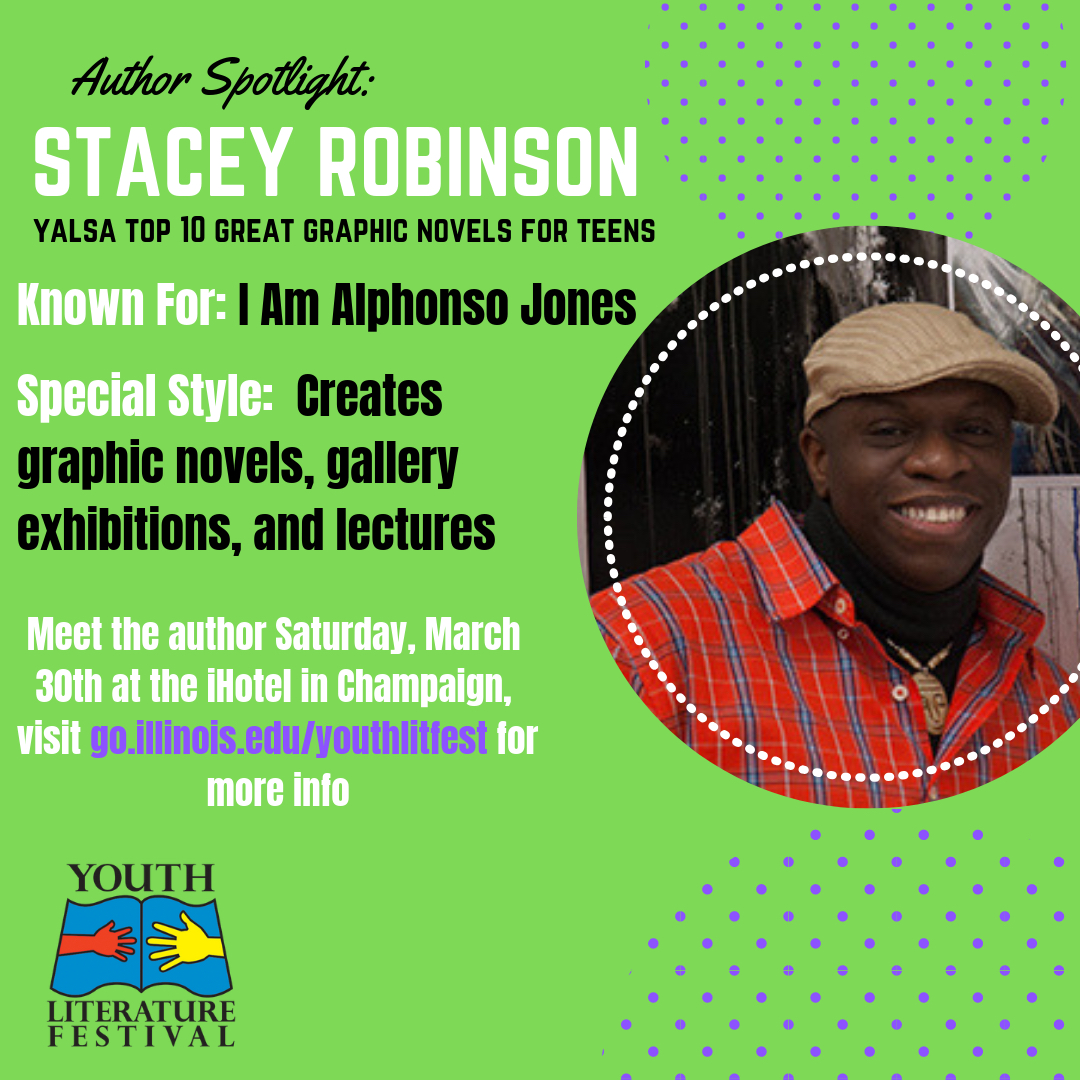 Author Spotlight:
STACEY ROBINSON
YALSA TOP 10 GREAT GRAPHIC NOVELS FOR TEENS
Known For: I Am Alphonso Jones
Special Style: Creates
graphic novels, gallery
exhibitions, and lectures
Meet the author Saturday, March
30th at the iHotel in Champaign,
visit go.illinois.edu/youthlitfest for
more info
YOUTH
LITERATURE
FESTIVAL